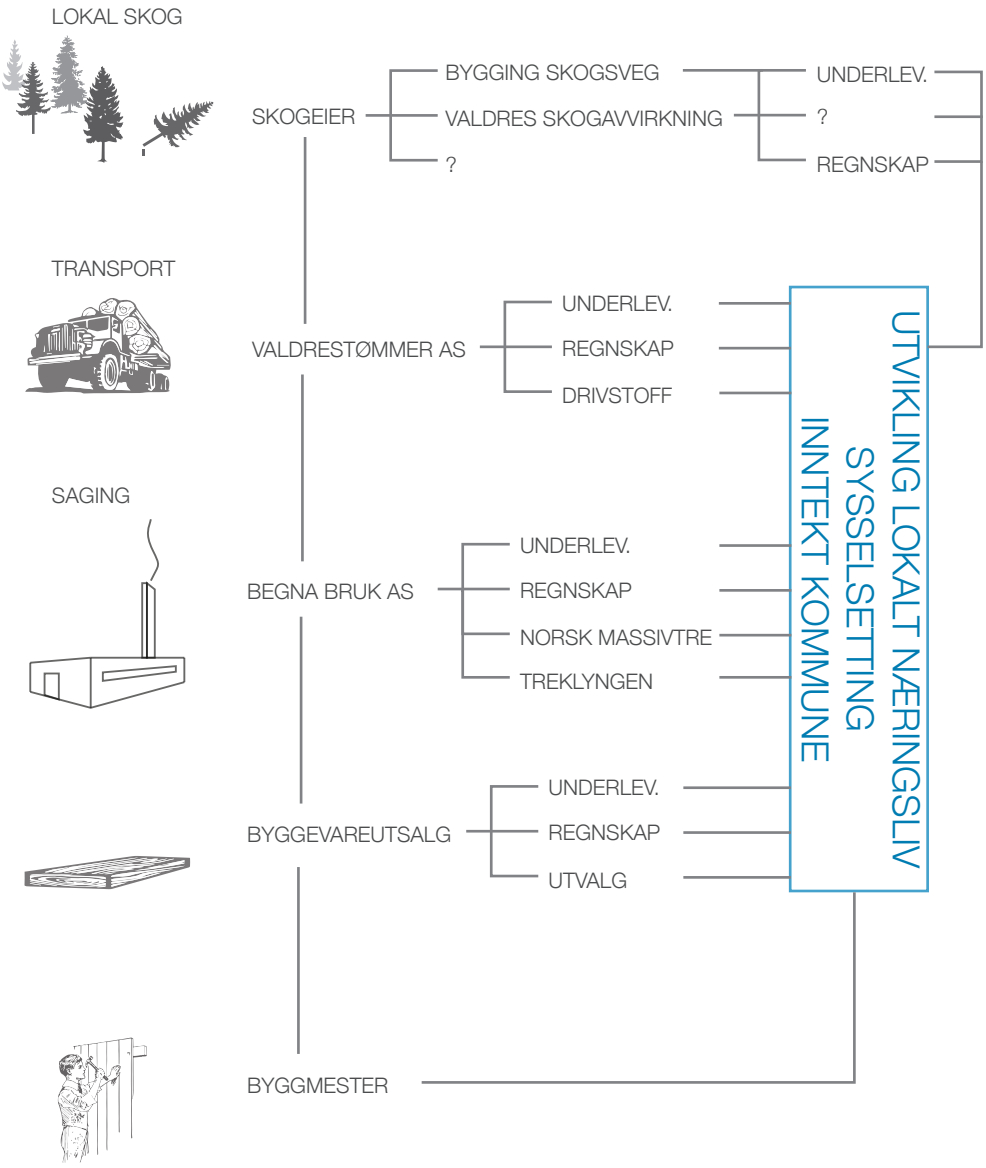 LOKAL SKOG
SKOGEIER
BYGGING SKOGSVEG
VALDRES SKOGAVVIRKNING
?
UNDERLEV.
?
REGNSKAP
TRANSPORT
VALDRESTØMMER AS
UNDERLEV.
REGNSKAP
DRIVSTOFF
SAGING
BEGNA BRUK AS
UNDERLEV.
REGNSKAP
NORSK MASSIVTRE
TREKLYNGEN
BYGGEVAREUTSALG
UNDERLEV.
REGNSKAP
UTVALG
BYGGMESTER
UTVIKLING LOKALT NÆRINGSLIV
SYSSELSETTING
INNTEKT KOMMUNE